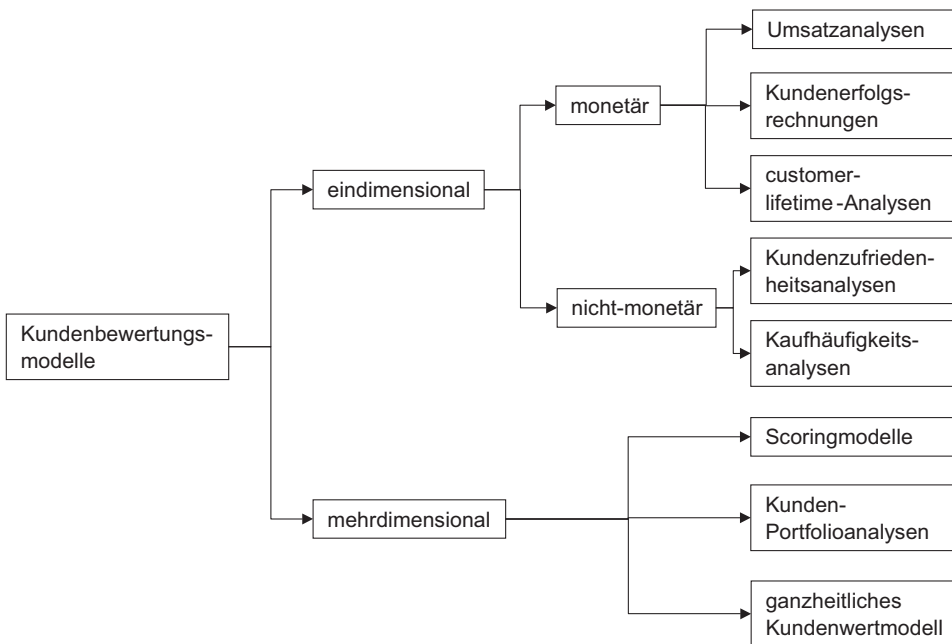 Kundenbewertungs-
modelle
eindimensional
monetär
Umsatzanalysen
Kundenerfolgs-
rechnungen
customer-
lifetime-Analysen
nicht-monetär
Kundenzufrieden-
heitsanalysen
Kaufhäufigkeits-
analysen
mehrdimensional
Scoringmodelle
Kunden-
Portfolioanalysen
ganzheitliches
Kundenwertmodell